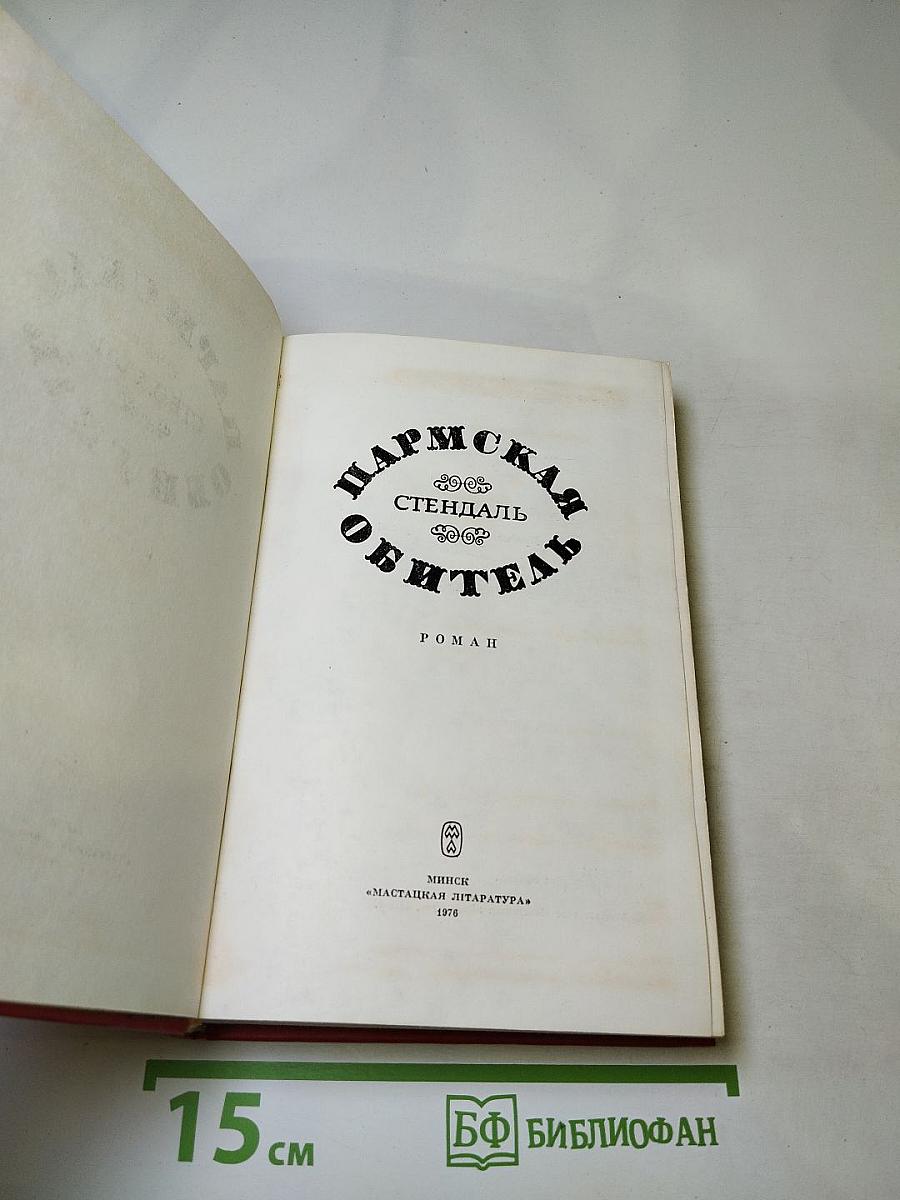 ПАРМСКАЯ
СТЕНДАЛЬ
ОБИТЕЛЬ
РОМАН
МИНСК
«МАСТАЦКАЯ ЛІТАРАТУРА»
1976
15 см
БФ БИБЛИОФАН